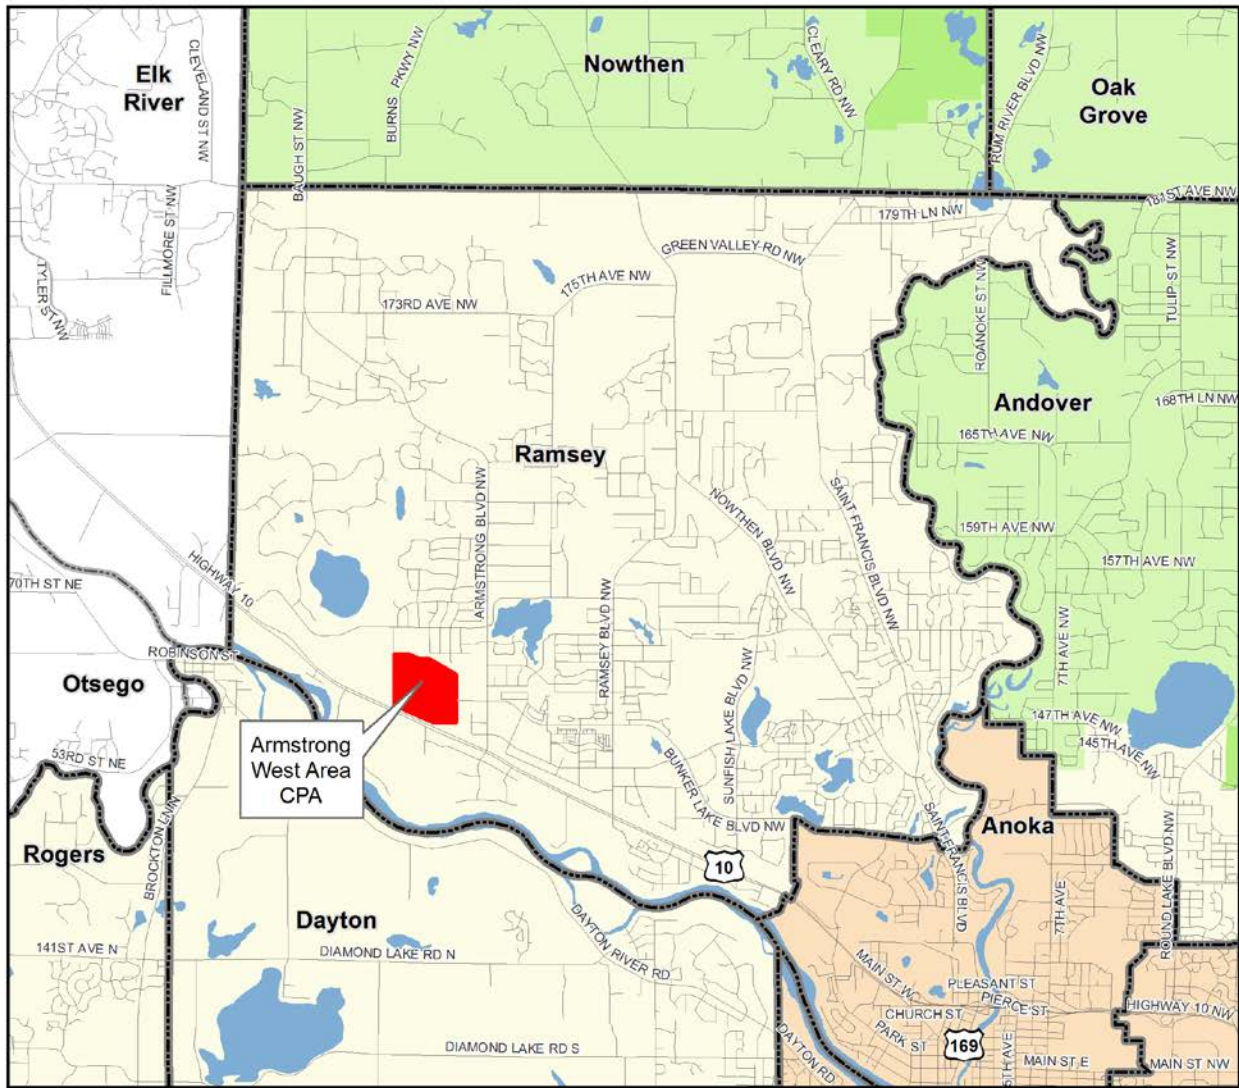 Elk
River
CLEVELAND ST NW
BAUGH ST NW
BURNS PKWY NW
Nowthen
CLEARY RD NW
RUM RIVER BLVD NW
Oak
Grove
FILLMORE ST NW
TYLER ST NW
181ST AVE NW
179TH LN NW
GREEN VALLEY RD NW
175TH AVE NW
173RD AVE NW
ROANOKE ST NW
TULIP ST NW
Andover
168TH LN NW
165TH AVE NW
Ramsey
ARMSTRONG BLVD NW
NOWTHEN BLVD NW
SAINT FRANCIS BLVD NW
159TH AVE NW
157TH AVE NW
HIGHWAY 10
70TH ST NE
RAMSEY BLVD NW
7TH AVE NW
ROBINSON ST
Otsego
SUNFISH LAKE BLVD NW
147TH AVE NW
145TH AVE NW
Armstrong
West Area
CPA
53RD ST NE
BUNKER LAKE BLVD NW
SAINT FRANCIS BLVD
Anoka
ROUND LAKE BLVD NW
Rogers
BROCKTON LN N
10
7TH AVE
Dayton
DAYTON RIVER RD
141ST AVE N
DIAMOND LAKE RD N
MAIN ST W
PLEASANT ST
PIERCE ST
HIGHWAY 10 NW
CHURCH ST
PARK ST
DAYTON RD
DIAMOND LAKE RD S
169
5TH AVE
MAIN ST E
MAIN ST NW